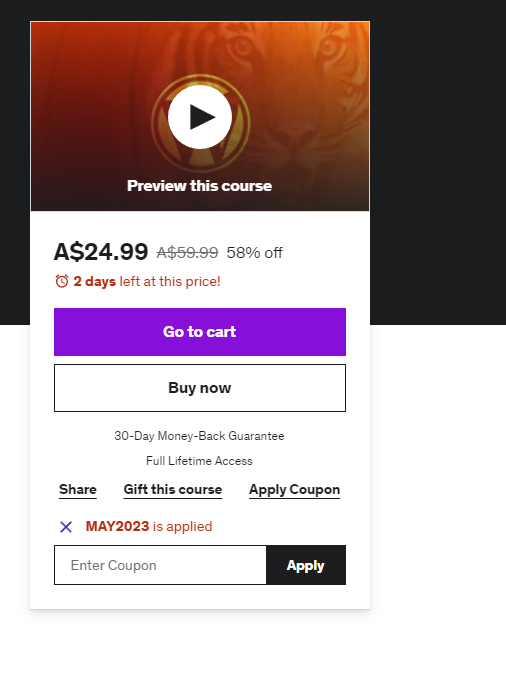 Preview this course
A$24.99 A$59.99 58% off
2 days left at this price!
Go to cart
Buy now
30-Day Money-Back Guarantee
Full Lifetime Access
Share Gift this course Apply Coupon
MAY2023 is applied
Enter Coupon Apply